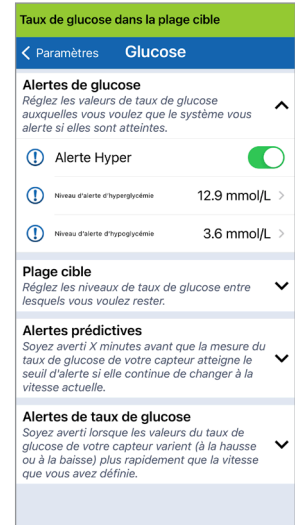 Taux de glucose dans la plage cible
Paramètres Glucose
Alertes de glucose
Réglez les valeurs de taux de glucose
auxquelles vous voulez que le système vous
alerte si elles sont atteintes.
Alerte Hyper
Niveau d'alerte d'hyperglycémie 12.9 mmol/L
Niveau d'alerte d'hypoglycémie 3.6 mmol/L
Plage cible
Réglez les niveaux de taux de glucose entre
lesquels vous voulez rester.
Alertes prédictives
Soyez averti X minutes avant que la mesure du
taux de glucose de votre capteur atteigne le
seuil d'alerte si elle continue de changer à la
vitesse actuelle.
Alertes de taux de glucose
Soyez averti lorsque les valeurs du taux de
glucose de votre capteur varient (à la hausse
ou à la baisse) plus rapidement que la vitesse
que vous avez définie.